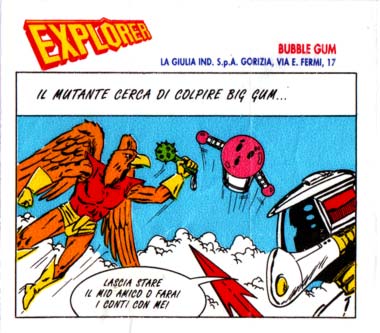 EXPLORER
BUBBLE GUM
LA GIULIA IND. S.p.A. GORIZIA, VIA E. FERMI, 17
IL MUTANTE CERCA DI COLPIRE BIG GUM...
LASCIA STARE
IL MIO AMICO O FARAI
I CONTI CON ME!